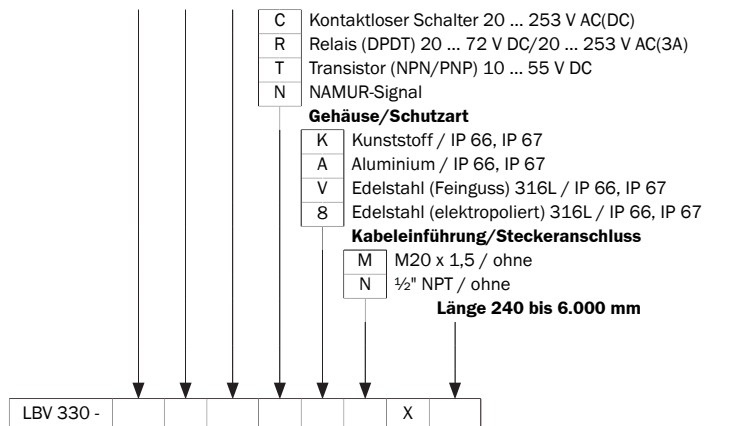 C Kontaktloser Schalter 20 ... 253 V AC(DC)
R Relais (DPDT) 20 ... 72 V DC/20 ... 253 V AC(3A)
T Transistor (NPN/PNP) 10 ... 55 V DC
N NAMUR-Signal
Gehäuse/Schutzart
K Kunststoff / IP 66, IP 67
A Aluminium / IP 66, IP 67
V Edelstahl (Feinguss) 316L / IP 66, IP 67
8 Edelstahl (elektropoliert) 316L / IP 66, IP 67
Kabeleinführung/Steckeranschluss
M M20 x 1,5 / ohne
N ½" NPT / ohne
Länge 240 bis 6.000 mm
LBV 330 - X